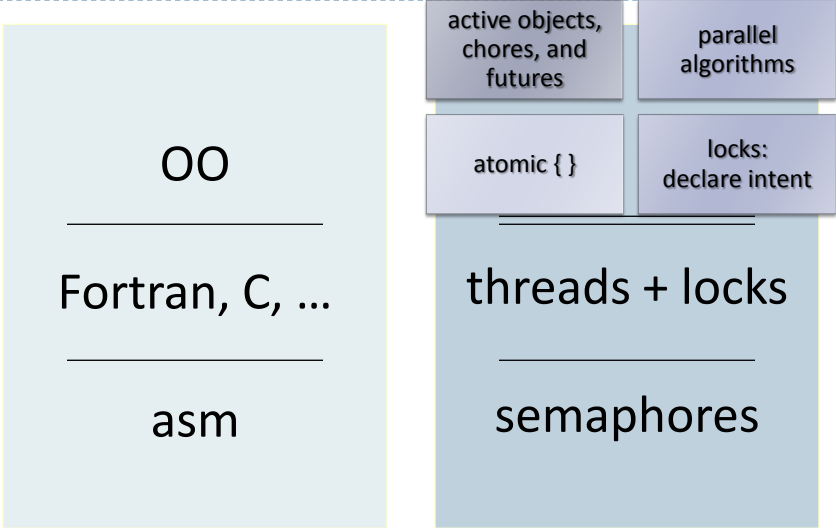 OO
Fortran, C, ...
asm
active objects,
chores, and
futures
parallel
algorithms
atomic { }
locks:
declare intent
threads + locks
semaphores